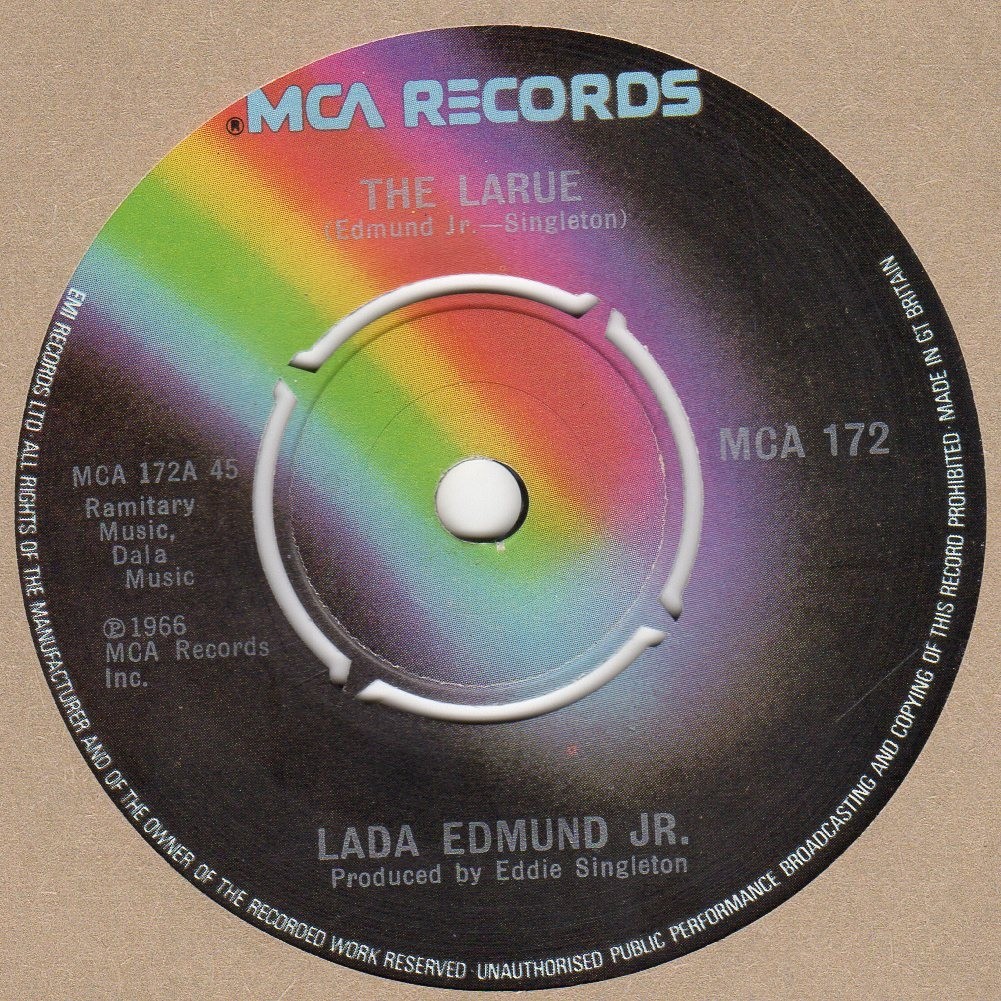 ® MCA RECORDS
THE LARUE
(Edmund Jr.—Singleton)
MCA 172
MCA 172A 45
Ramitary
Music,
Dala
Music
℗ 1966
MCA Records
Inc.
LADA EDMUND JR.
Produced by Eddie Singleton
EMI RECORDS LTD · ALL RIGHTS OF THE MANUFACTURER AND OF THE OWNER OF THE RECORDED WORK RESERVED · UNAUTHORISED PUBLIC PERFORMANCE BROADCASTING AND COPYING OF THIS RECORD PROHIBITED · MADE IN GT BRITAIN